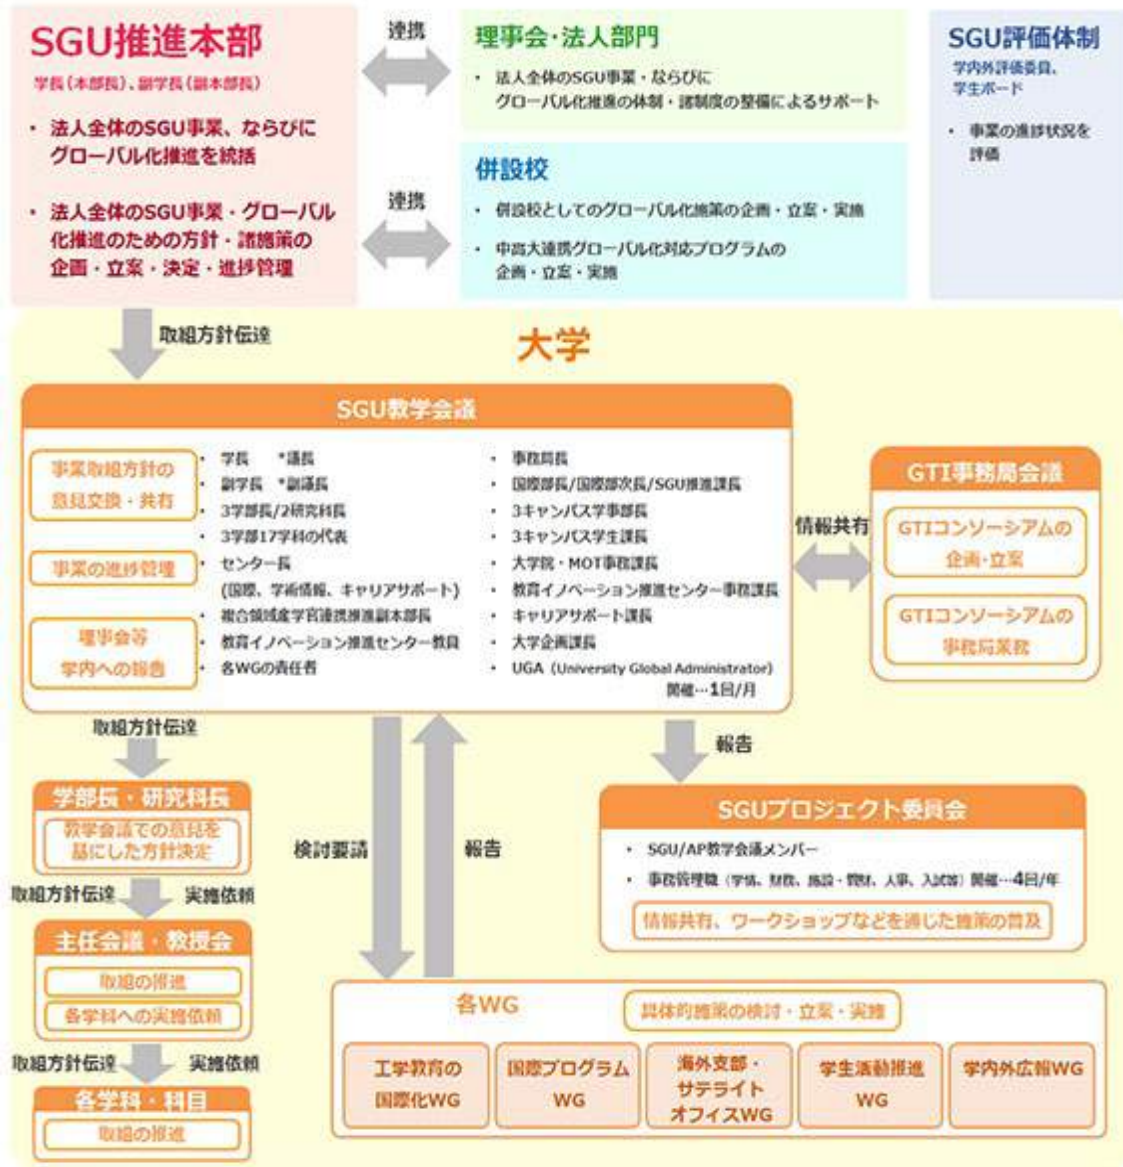 SGU推進本部
学長(本部長)、副学長(副本部長)
・ 法人全体のSGU事業、ならびに
グローバル化推進を統括
・ 法人全体のSGU事業・グローバル
化推進のための方針・諸施策の
企画・立案・決定・進捗管理
連携
連携
理事会・法人部門
・ 法人全体のSGU事業・ならびに
グローバル化推進の体制・諸制度の整備によるサポート
併設校
・ 併設校としてのグローバル化施策の企画・立案・実施
・ 中高大連携グローバル化対応プログラムの
企画・立案・実施
SGU評価体制
学内外評価委員、
学生ボード
・ 事業の進捗状況を
評価
取組方針伝達
大学
SGU教学会議
事業取組方針の
意見交換・共有
事業の進捗管理
理事会等
学内への報告
・ 学長 *議長
・ 副学長 *副議長
・ 3学部長/2研究科長
・ 3学部17学科の代表
・ センター長
(国際、学術情報、キャリアサポート)
・ 複合領域産学官連携推進副本部長
・ 教育イノベーション推進センター教員
・ 各WGの責任者
・ 事務局長
・ 国際部長/国際部次長/SGU推進課長
・ 3キャンパス学事部長
・ 3キャンパス学生課長
・ 大学院・MOT事務課長
・ 教育イノベーション推進センター事務課長
・ キャリアサポート課長
・ 大学企画課長
・ UGA (University Global Administrator)
開催…1回/月
情報共有
GTI事務局会議
GTIコンソーシアムの
企画・立案
GTIコンソーシアムの
事務局業務
取組方針伝達
学部長・研究科長
教学会議での意見を
基にした方針決定
取組方針伝達 実施依頼
主任会議・教授会
取組の推進
各学科への実施依頼
取組方針伝達 実施依頼
各学科・科目
取組の推進
検討要請
報告
報告
SGUプロジェクト委員会
・ SGU/AP教学会議メンバー
・ 事務管理職(学情、財務、施設・管財、人事、入試等)開催…4回/年
情報共有、ワークショップなどを通じた施策の普及
各WG
具体的施策の検討・立案・実施
工学教育の
国際化WG
国際プログラム
WG
海外支部・
サテライト
オフィスWG
学生活動推進
WG
学内外広報WG